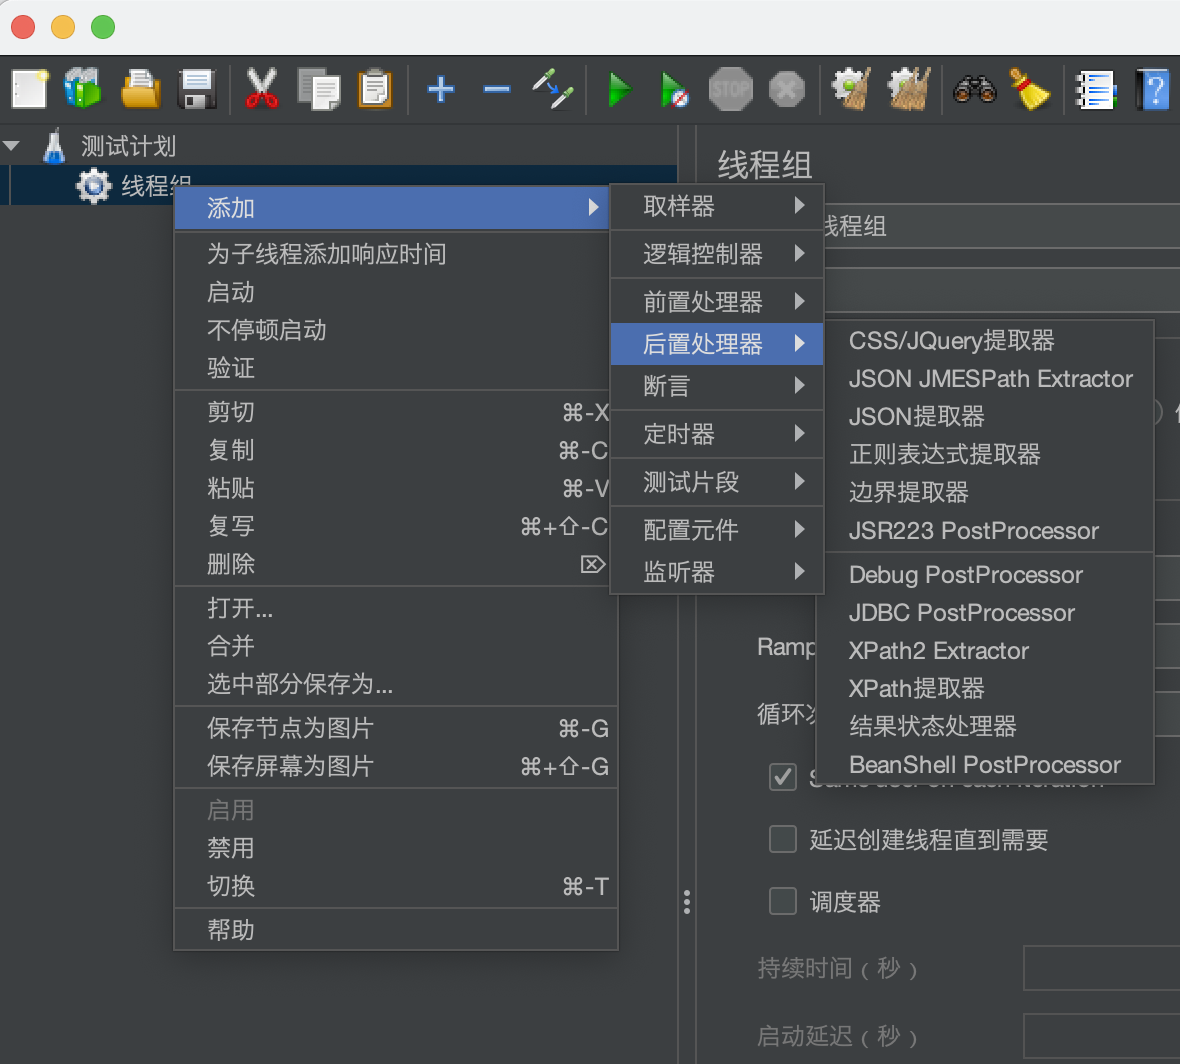 STOP
测试计划
线程组
添加
为子线程添加响应时间
启动
不停顿启动
验证
剪切 ⌘-X
复制 ⌘-C
粘贴 ⌘-V
复写 ⌘+⇧-C
删除 ⌦
打开...
合并
选中部分保存为...
保存节点为图片 ⌘-G
保存屏幕为图片 ⌘+⇧-G
启用
禁用
切换 ⌘-T
帮助
取样器
逻辑控制器
前置处理器
后置处理器
断言
定时器
测试片段
配置元件
监听器
CSS/JQuery提取器
JSON JMESPath Extractor
JSON提取器
正则表达式提取器
边界提取器
JSR223 PostProcessor
Debug PostProcessor
JDBC PostProcessor
XPath2 Extractor
XPath提取器
结果状态处理器
BeanShell PostProcessor
线程组
线程组
Ramp
循环次
Same user on each iteration
延迟创建线程直到需要
调度器
持续时间（秒）
启动延迟（秒）